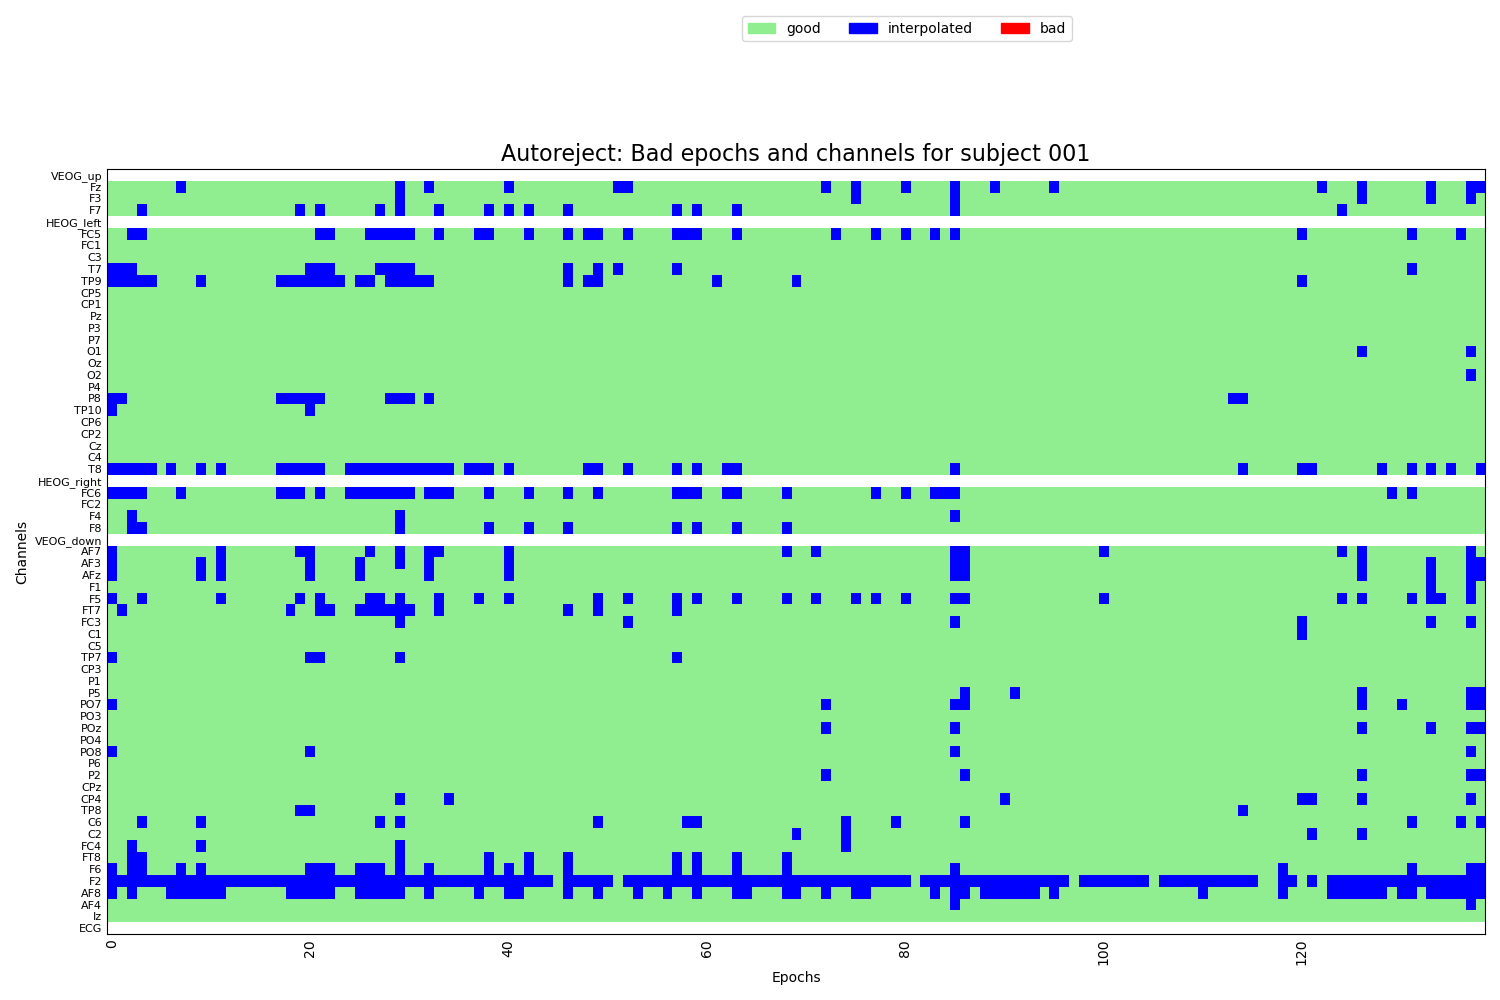 good interpolated bad
Autoreject: Bad epochs and channels for subject 001
VEOG_up
Fz
F3
F7
HEOG_left
FC5
FC1
C3
T7
TP9
CP5
CP1
Pz
P3
P7
O1
Oz
O2
P4
P8
TP10
CP6
CP2
Cz
C4
T8
HEOG_right
FC6
FC2
F4
F8
VEOG_down
AF7
AF3
AFz
F1
F5
FT7
FC3
C1
C5
TP7
CP3
P1
P5
PO7
PO3
POz
PO4
PO8
P6
P2
CPz
CP4
TP8
C6
C2
FC4
FT8
F6
F2
AF8
AF4
Iz
ECG
Channels
0 20 40 60 80 100 120
Epochs